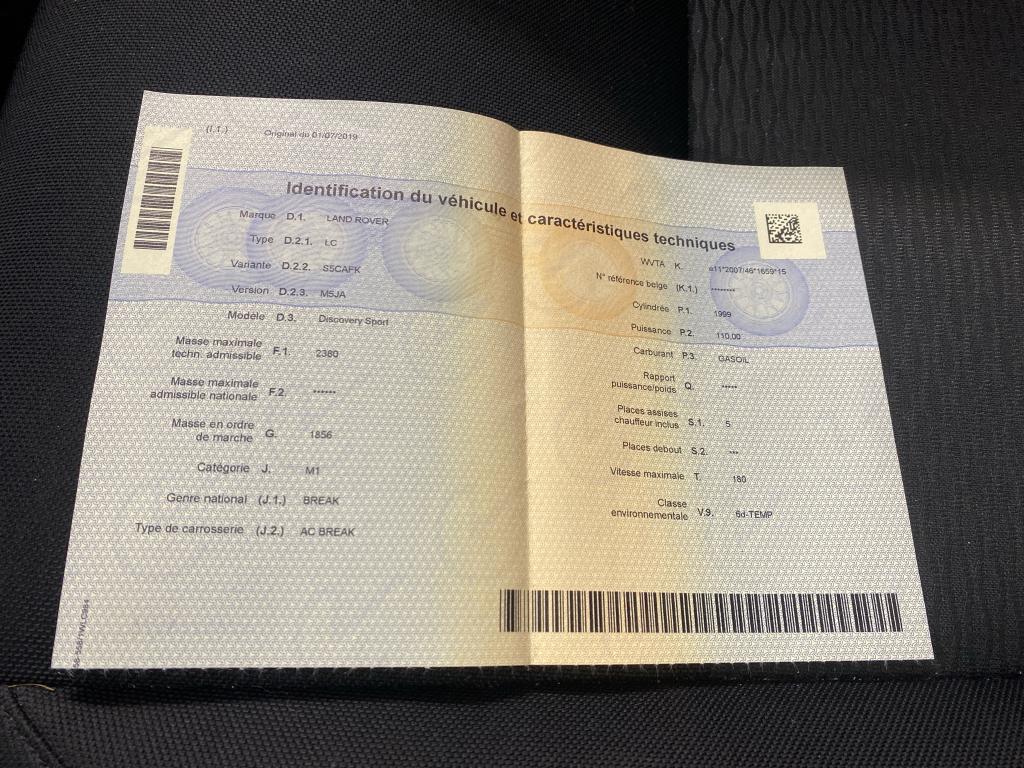 (I.1.) Original du 01/07/2019
Identification du véhicule et caractéristiques techniques
Marque D.1. LAND ROVER
Type D.2.1. LC
Variante D.2.2. S5CAFK
Version D.2.3. M5JA
Modèle D.3. Discovery Sport
Masse maximale
techn. admissible F.1. 2380
Masse maximale
admissible nationale F.2. ******
Masse en ordre
de marche G. 1856
Catégorie J. M1
Genre national (J.1.) BREAK
Type de carrosserie (J.2.) AC BREAK
WVTA K. e11*2007/46*1659*15
N° référence belge (K.1.) ********
Cylindrée P.1. 1999
Puissance P.2. 110.00
Carburant P.3. GASOIL
Rapport
puissance/poids Q. *****
Places assises
chauffeur inclus S.1. 5
Places debout S.2. ***
Vitesse maximale T. 180
Classe
environnementale V.9. 6d-TEMP